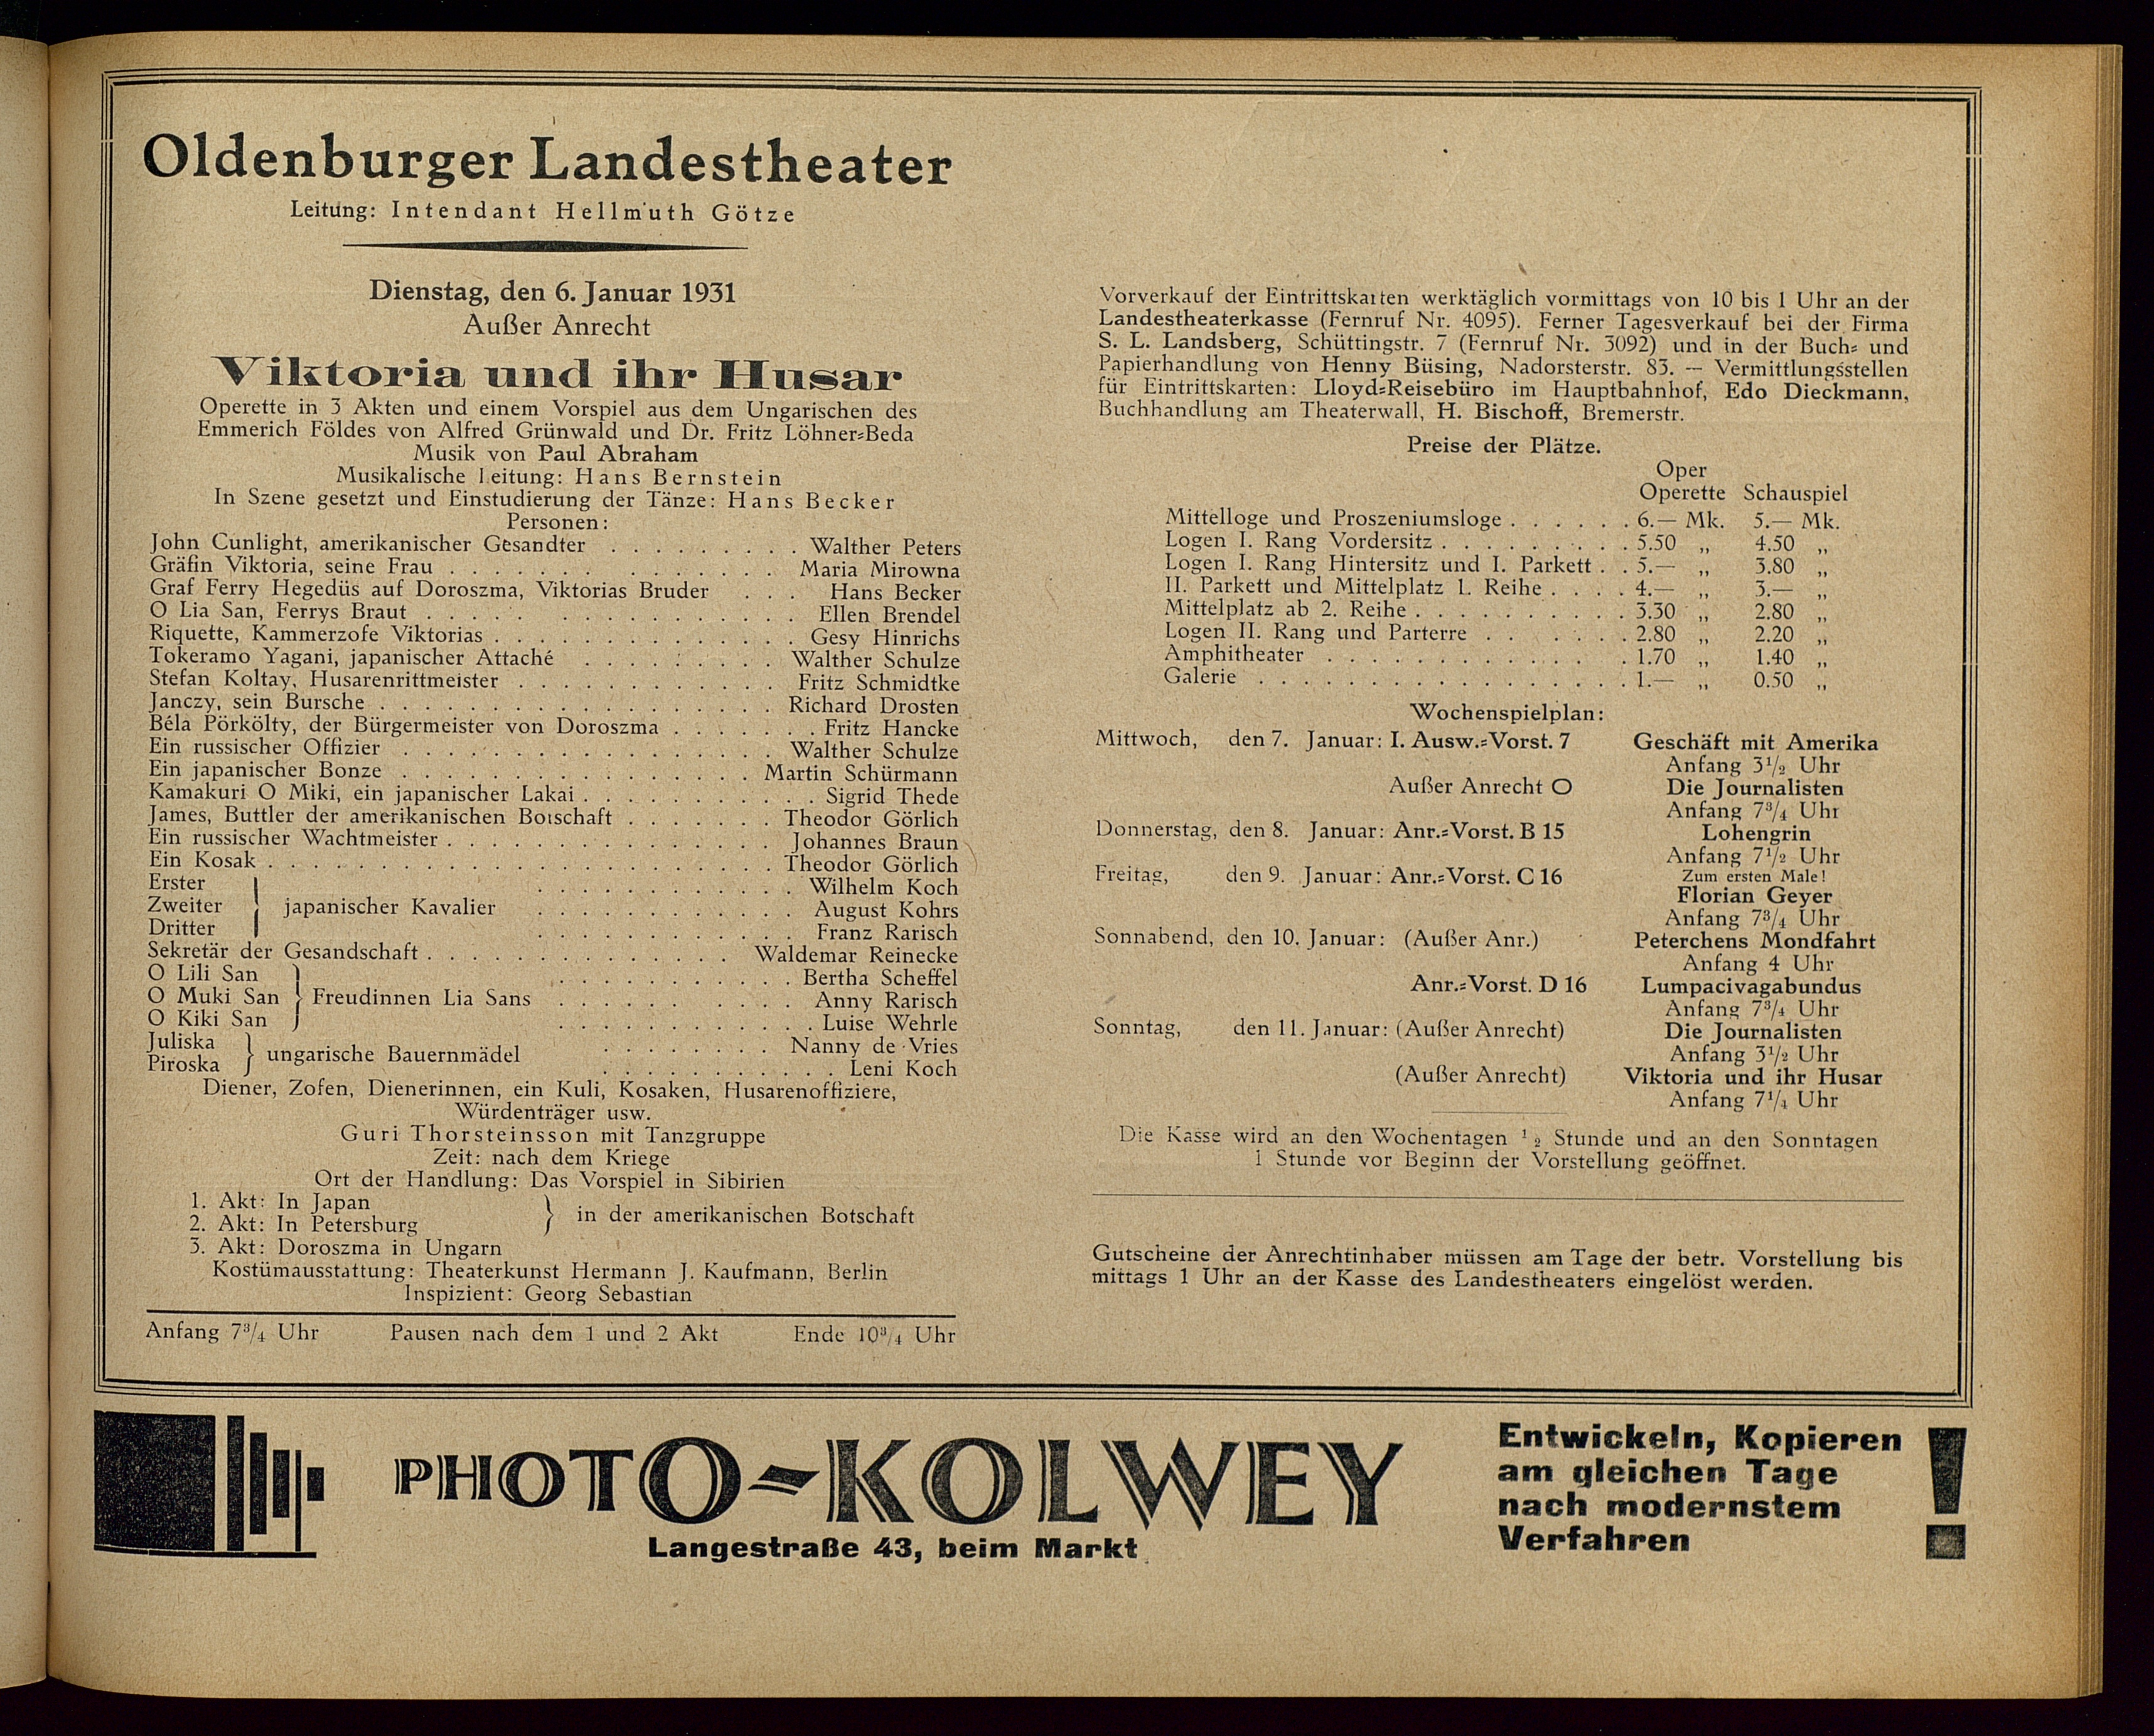 Oldenburger Landestheater
Leitung: Intendant Hellmuth Götze
Dienstag, den 6. Januar 1931
Außer Anrecht
Viktoria und ihr Husar
Operette in 3 Akten und einem Vorspiel aus dem Ungarischen des
Emmerich Földes von Alfred Grünwald und Dr. Fritz Löhner-Beda
Musik von Paul Abraham
Musikalische Leitung: Hans Bernstein
In Szene gesetzt und Einstudierung der Tänze: Hans Becker
Personen:
John Cunlight, amerikanischer Gesandter . . . . . . . . . Walther Peters
Gräfin Viktoria, seine Frau . . . . . . . . . . . . . . Maria Mirowna
Graf Ferry Hegedüs auf Doroszma, Viktorias Bruder . . . Hans Becker
O Lia San, Ferrys Braut . . . . . . . . . . . . . . . Ellen Brendel
Riquette, Kammerzofe Viktorias . . . . . . . . . . . . . . Gesy Hinrichs
Tokeramo Yagani, japanischer Attaché . . . . . . . . . Walther Schulze
Stefan Koltay, Husarenrittmeister . . . . . . . . . . . . Fritz Schmidtke
Janczy, sein Bursche . . . . . . . . . . . . . . . . . Richard Drosten
Béla Pörkölty, der Bürgermeister von Doroszma . . . . . . . Fritz Hancke
Ein russischer Offizier . . . . . . . . . . . . . . . . Walther Schulze
Ein japanischer Bonze . . . . . . . . . . . . . . . Martin Schürmann
Kamakuri O Miki, ein japanischer Lakai . . . . . . . . . . . Sigrid Thede
James, Buttler der amerikanischen Botschaft . . . . . . . Theodor Görlich
Ein russischer Wachtmeister . . . . . . . . . . . . . . . Johannes Braun
Ein Kosak . . . . . . . . . . . . . . . . . . . . . Theodor Görlich
Erster . . . . . . . . . . . . Wilhelm Koch
Zweiter } japanischer Kavalier . . . . . . . . . . . . August Kohrs
Dritter . . . . . . . . . . . . Franz Rarisch
Sekretär der Gesandschaft . . . . . . . . . . . . . Waldemar Reinecke
O Lili San . . . . . . . . . . . Bertha Scheffel
O Muki San } Freudinnen Lia Sans . . . . . . . . . . Anny Rarisch
O Kiki San . . . . . . . . . . . . Luise Wehrle
Juliska . . . . . . . . Nanny de Vries
} ungarische Bauernmädel
Piroska . . . . . . . . . . . Leni Koch
Diener, Zofen, Dienerinnen, ein Kuli, Kosaken, Husarenoffiziere,
Würdenträger usw.
Guri Thorsteinsson mit Tanzgruppe
Zeit: nach dem Kriege
Ort der Handlung: Das Vorspiel in Sibirien
1. Akt: In Japan
} in der amerikanischen Botschaft
2. Akt: In Petersburg
3. Akt: Doroszma in Ungarn
Kostümausstattung: Theaterkunst Hermann J. Kaufmann, Berlin
Inspizient: Georg Sebastian
Anfang 7¾ Uhr Pausen nach dem 1 und 2 Akt Ende 10¾ Uhr
Vorverkauf der Eintrittskarten werktäglich vormittags von 10 bis 1 Uhr an der
Landestheaterkasse (Fernruf Nr. 4095). Ferner Tagesverkauf bei der Firma
S. L. Landsberg, Schüttingstr. 7 (Fernruf Nr. 3092) und in der Buch- und
Papierhandlung von Henny Büsing, Nadorsterstr. 83. — Vermittlungsstellen
für Eintrittskarten: Lloyd-Reisebüro im Hauptbahnhof, Edo Dieckmann,
Buchhandlung am Theaterwall, H. Bischoff, Bremerstr.
Preise der Plätze.
Oper
Operette Schauspiel
Mittelloge und Proszeniumsloge . . . . . . 6.— Mk. 5.— Mk.
Logen I. Rang Vordersitz . . . . . . . . . . 5.50 „ 4.50 „
Logen I. Rang Hintersitz und I. Parkett . . 5.— „ 3.80 „
II. Parkett und Mittelplatz 1. Reihe . . . . 4.— „ 3.— „
Mittelplatz ab 2. Reihe . . . . . . . . . . . 3.30 „ 2.80 „
Logen II. Rang und Parterre . . . . . . . 2.80 „ 2.20 „
Amphitheater . . . . . . . . . . . . . . 1.70 „ 1.40 „
Galerie . . . . . . . . . . . . . . . . . 1.— „ 0.50 „
Wochenspielplan:
Mittwoch, den 7. Januar: I. Ausw.-Vorst. 7 Geschäft mit Amerika
Anfang 3½ Uhr
Außer Anrecht O Die Journalisten
Anfang 7¾ Uhr
Donnerstag, den 8. Januar: Anr.-Vorst. B 15 Lohengrin
Anfang 7½ Uhr
Freitag, den 9. Januar: Anr.-Vorst. C 16 Zum ersten Male!
Florian Geyer
Anfang 7¾ Uhr
Sonnabend, den 10. Januar: (Außer Anr.) Peterchens Mondfahrt
Anfang 4 Uhr
Anr.-Vorst. D 16 Lumpacivagabundus
Anfang 7¾ Uhr
Sonntag, den 11. Januar: (Außer Anrecht) Die Journalisten
Anfang 3½ Uhr
(Außer Anrecht) Viktoria und ihr Husar
Anfang 7¼ Uhr
Die Kasse wird an den Wochentagen ½ Stunde und an den Sonntagen
1 Stunde vor Beginn der Vorstellung geöffnet.
Gutscheine der Anrechtinhaber müssen am Tage der betr. Vorstellung bis
mittags 1 Uhr an der Kasse des Landestheaters eingelöst werden.
PHOTO-KOLWEY
Langestraße 43, beim Markt
Entwickeln, Kopieren
am gleichen Tage
nach modernstem
Verfahren !